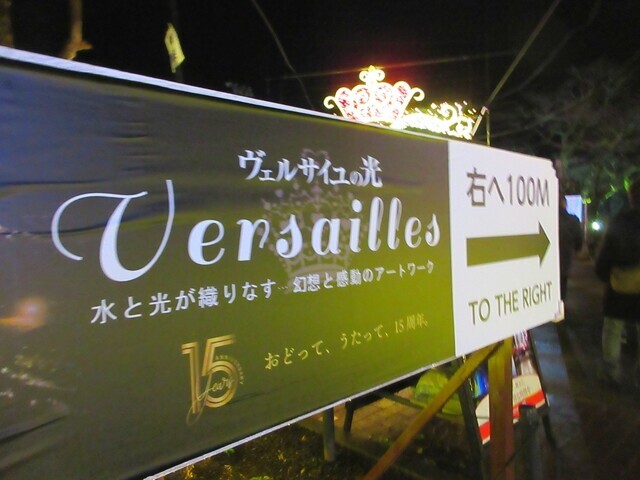 ヴェルサイユの光
Versailles
水と光が織りなす…幻想と感動のアートワーク
15
ANNIVERSARY
Years
おどって、うたって、15周年。
右へ100M
TO THE RIGHT